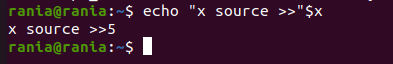 rania@rania:~$ echo "x source >>"$x
x source >>5
rania@rania:~$